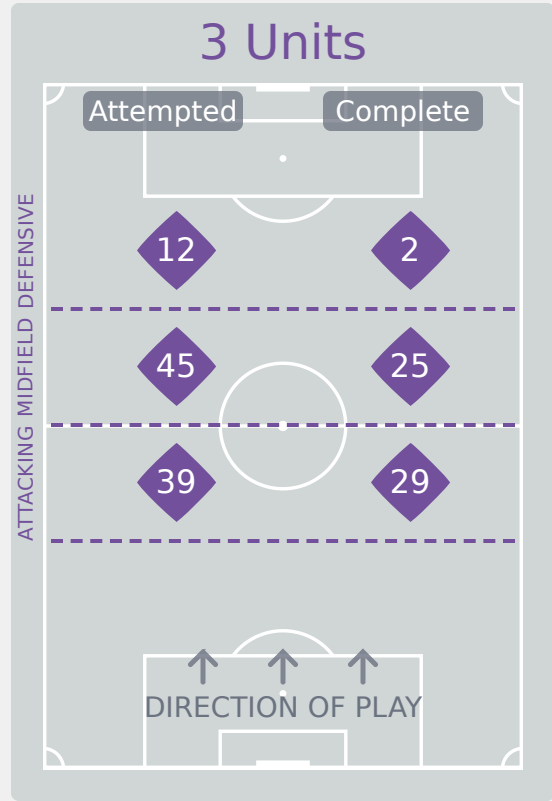 3 Units
Attempted Complete
12 2
45 25
39 29
ATTACKING MIDFIELD DEFENSIVE
DIRECTION OF PLAY